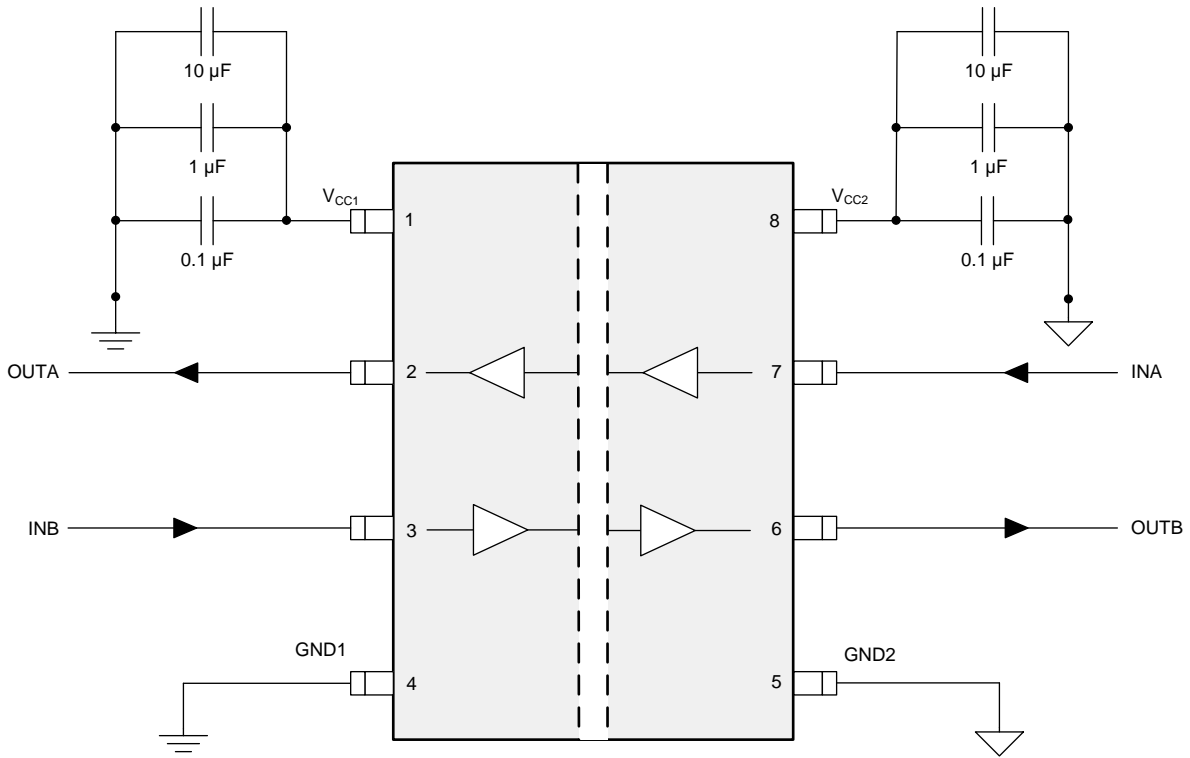 10 µF
10 µF
1 µF
1 µF
VCC1
1
8
VCC2
0.1 µF
0.1 µF
OUTA
2
7
INA
INB
3
6
OUTB
GND1
4
5
GND2